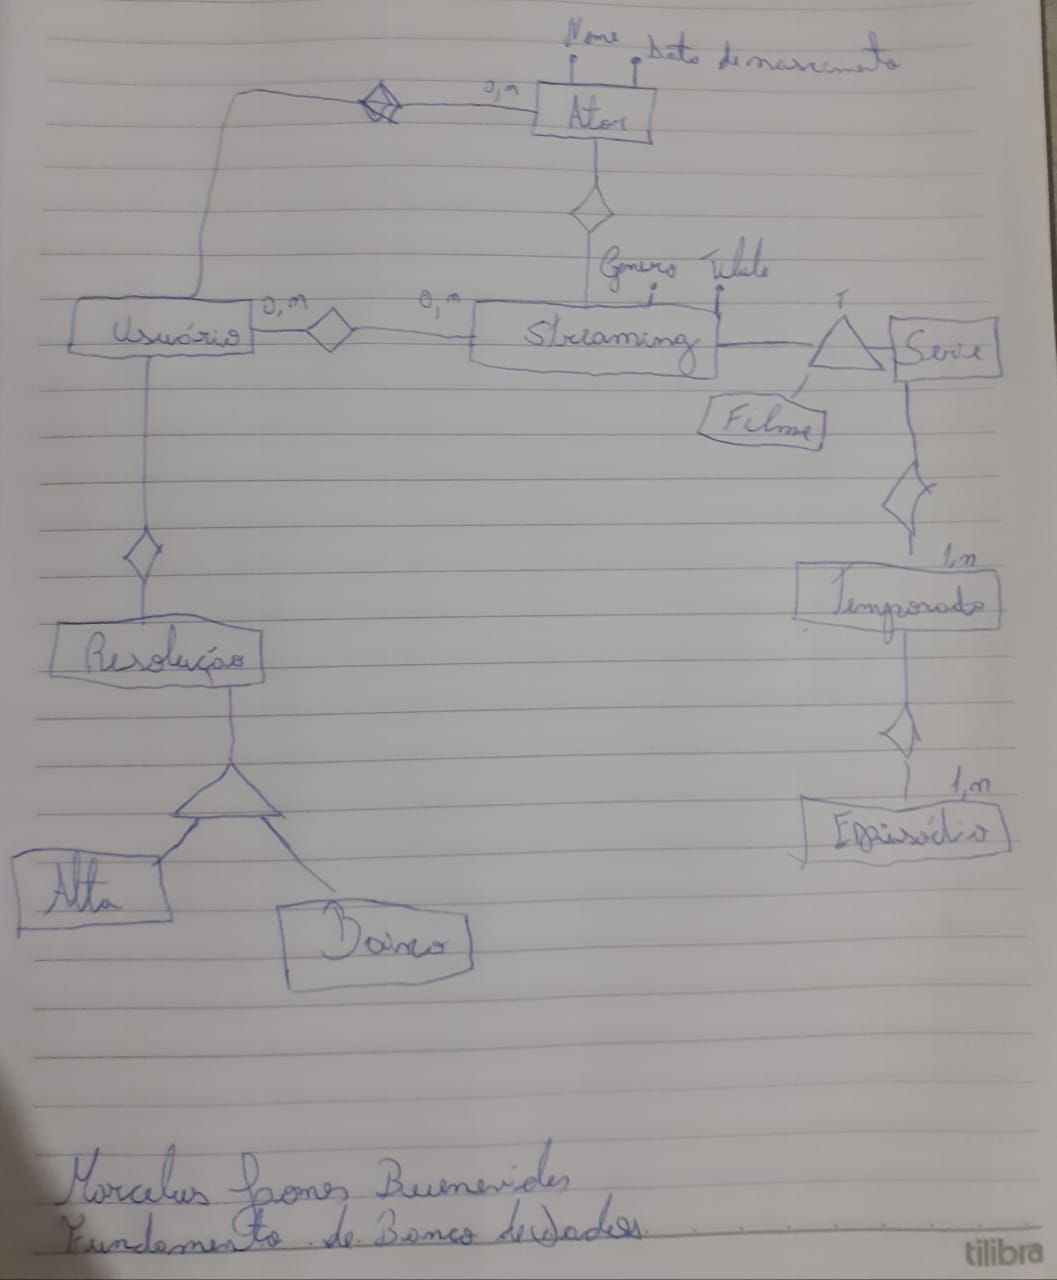 Nome Data de nascimento
0,n
Ator
Genero Titulo
0,n 0,n
T
Usuário
Streaming
Serie
Filme
1,n
Temporada
Resolução
1,n
Episódio
Alta
Baixo
Marcelus Gomes Buenevides
Fundamento de Banco de Dados.
tilibra